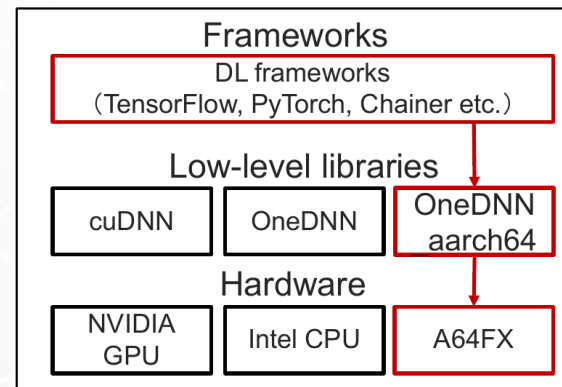 Frameworks
DL frameworks
（TensorFlow, PyTorch, Chainer etc.）
Low-level libraries
cuDNN
OneDNN
OneDNN
_aarch64
Hardware
NVIDIA
GPU
Intel CPU
A64FX